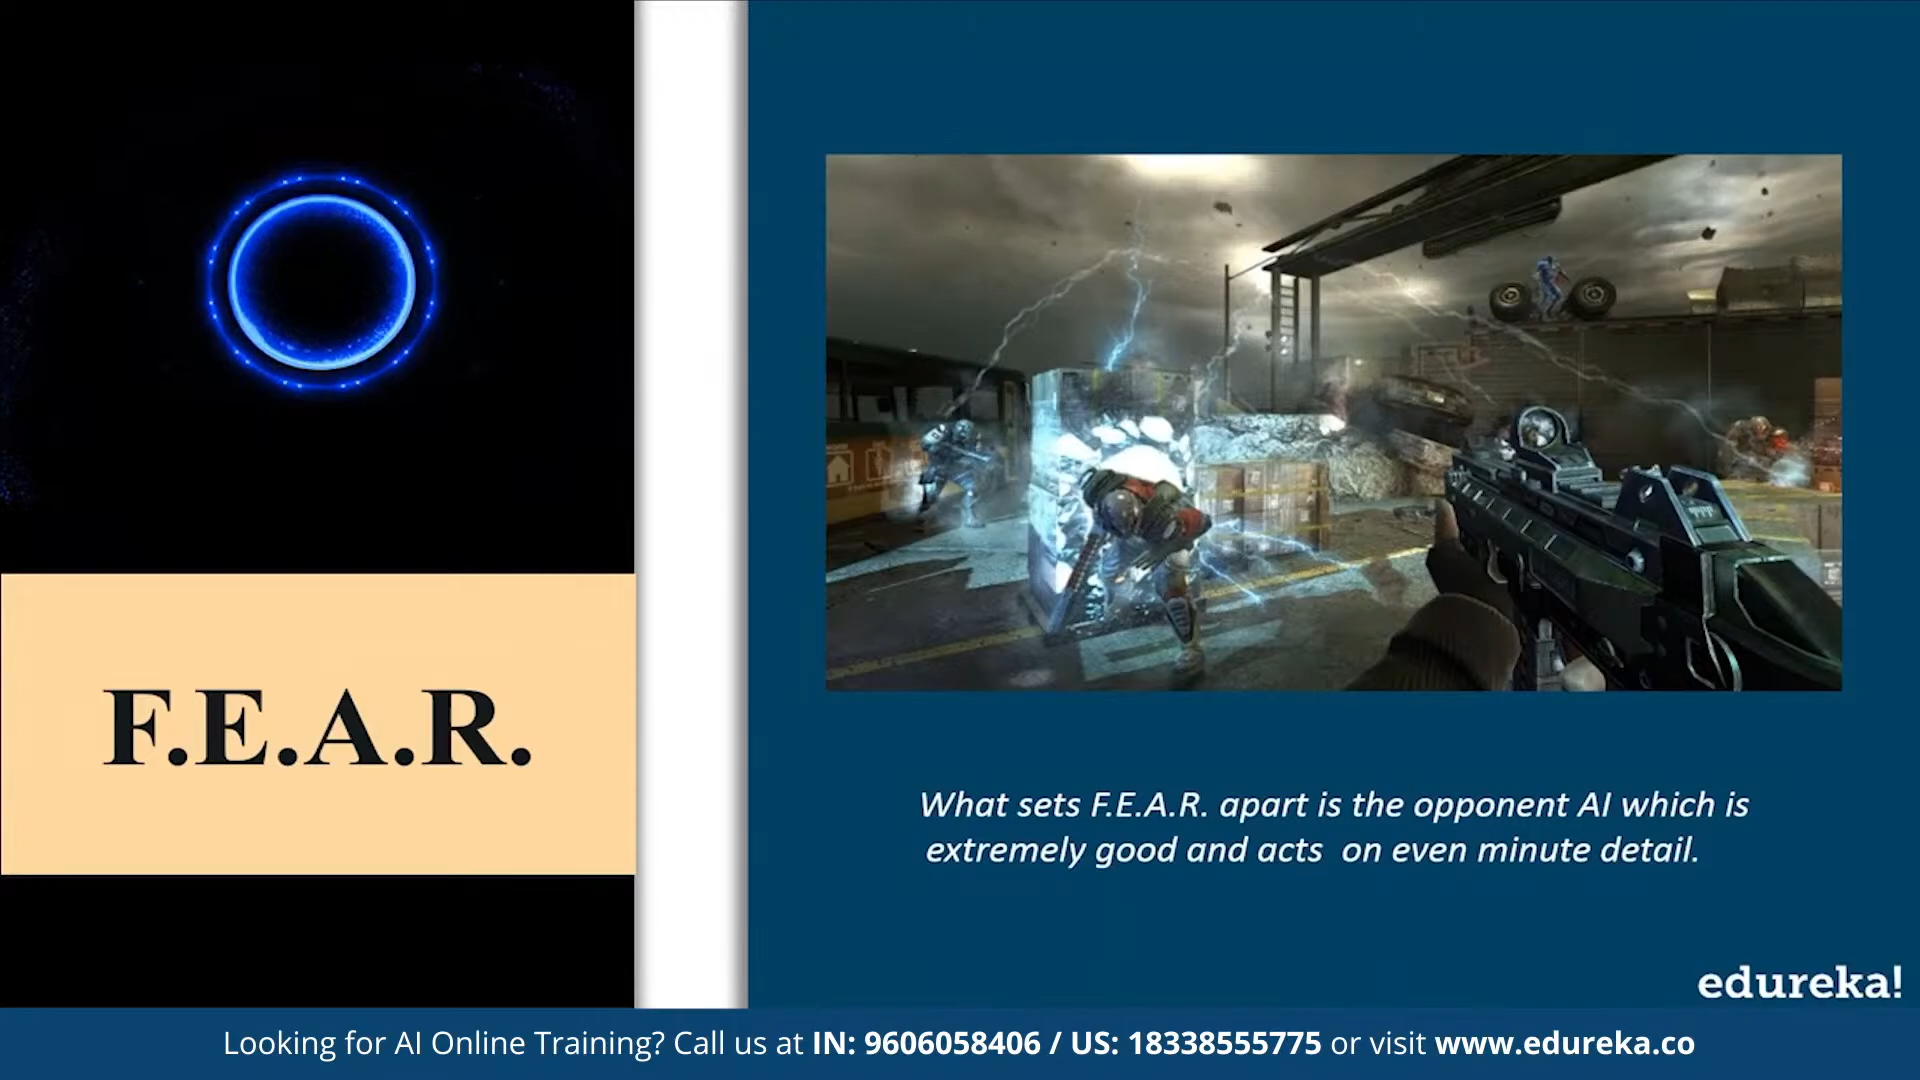 F.E.A.R.
What sets F.E.A.R. apart is the opponent AI which is
extremely good and acts on even minute detail.
edureka!
Looking for AI Online Training? Call us at IN: 9606058406 / US: 18338555775 or visit www.edureka.co